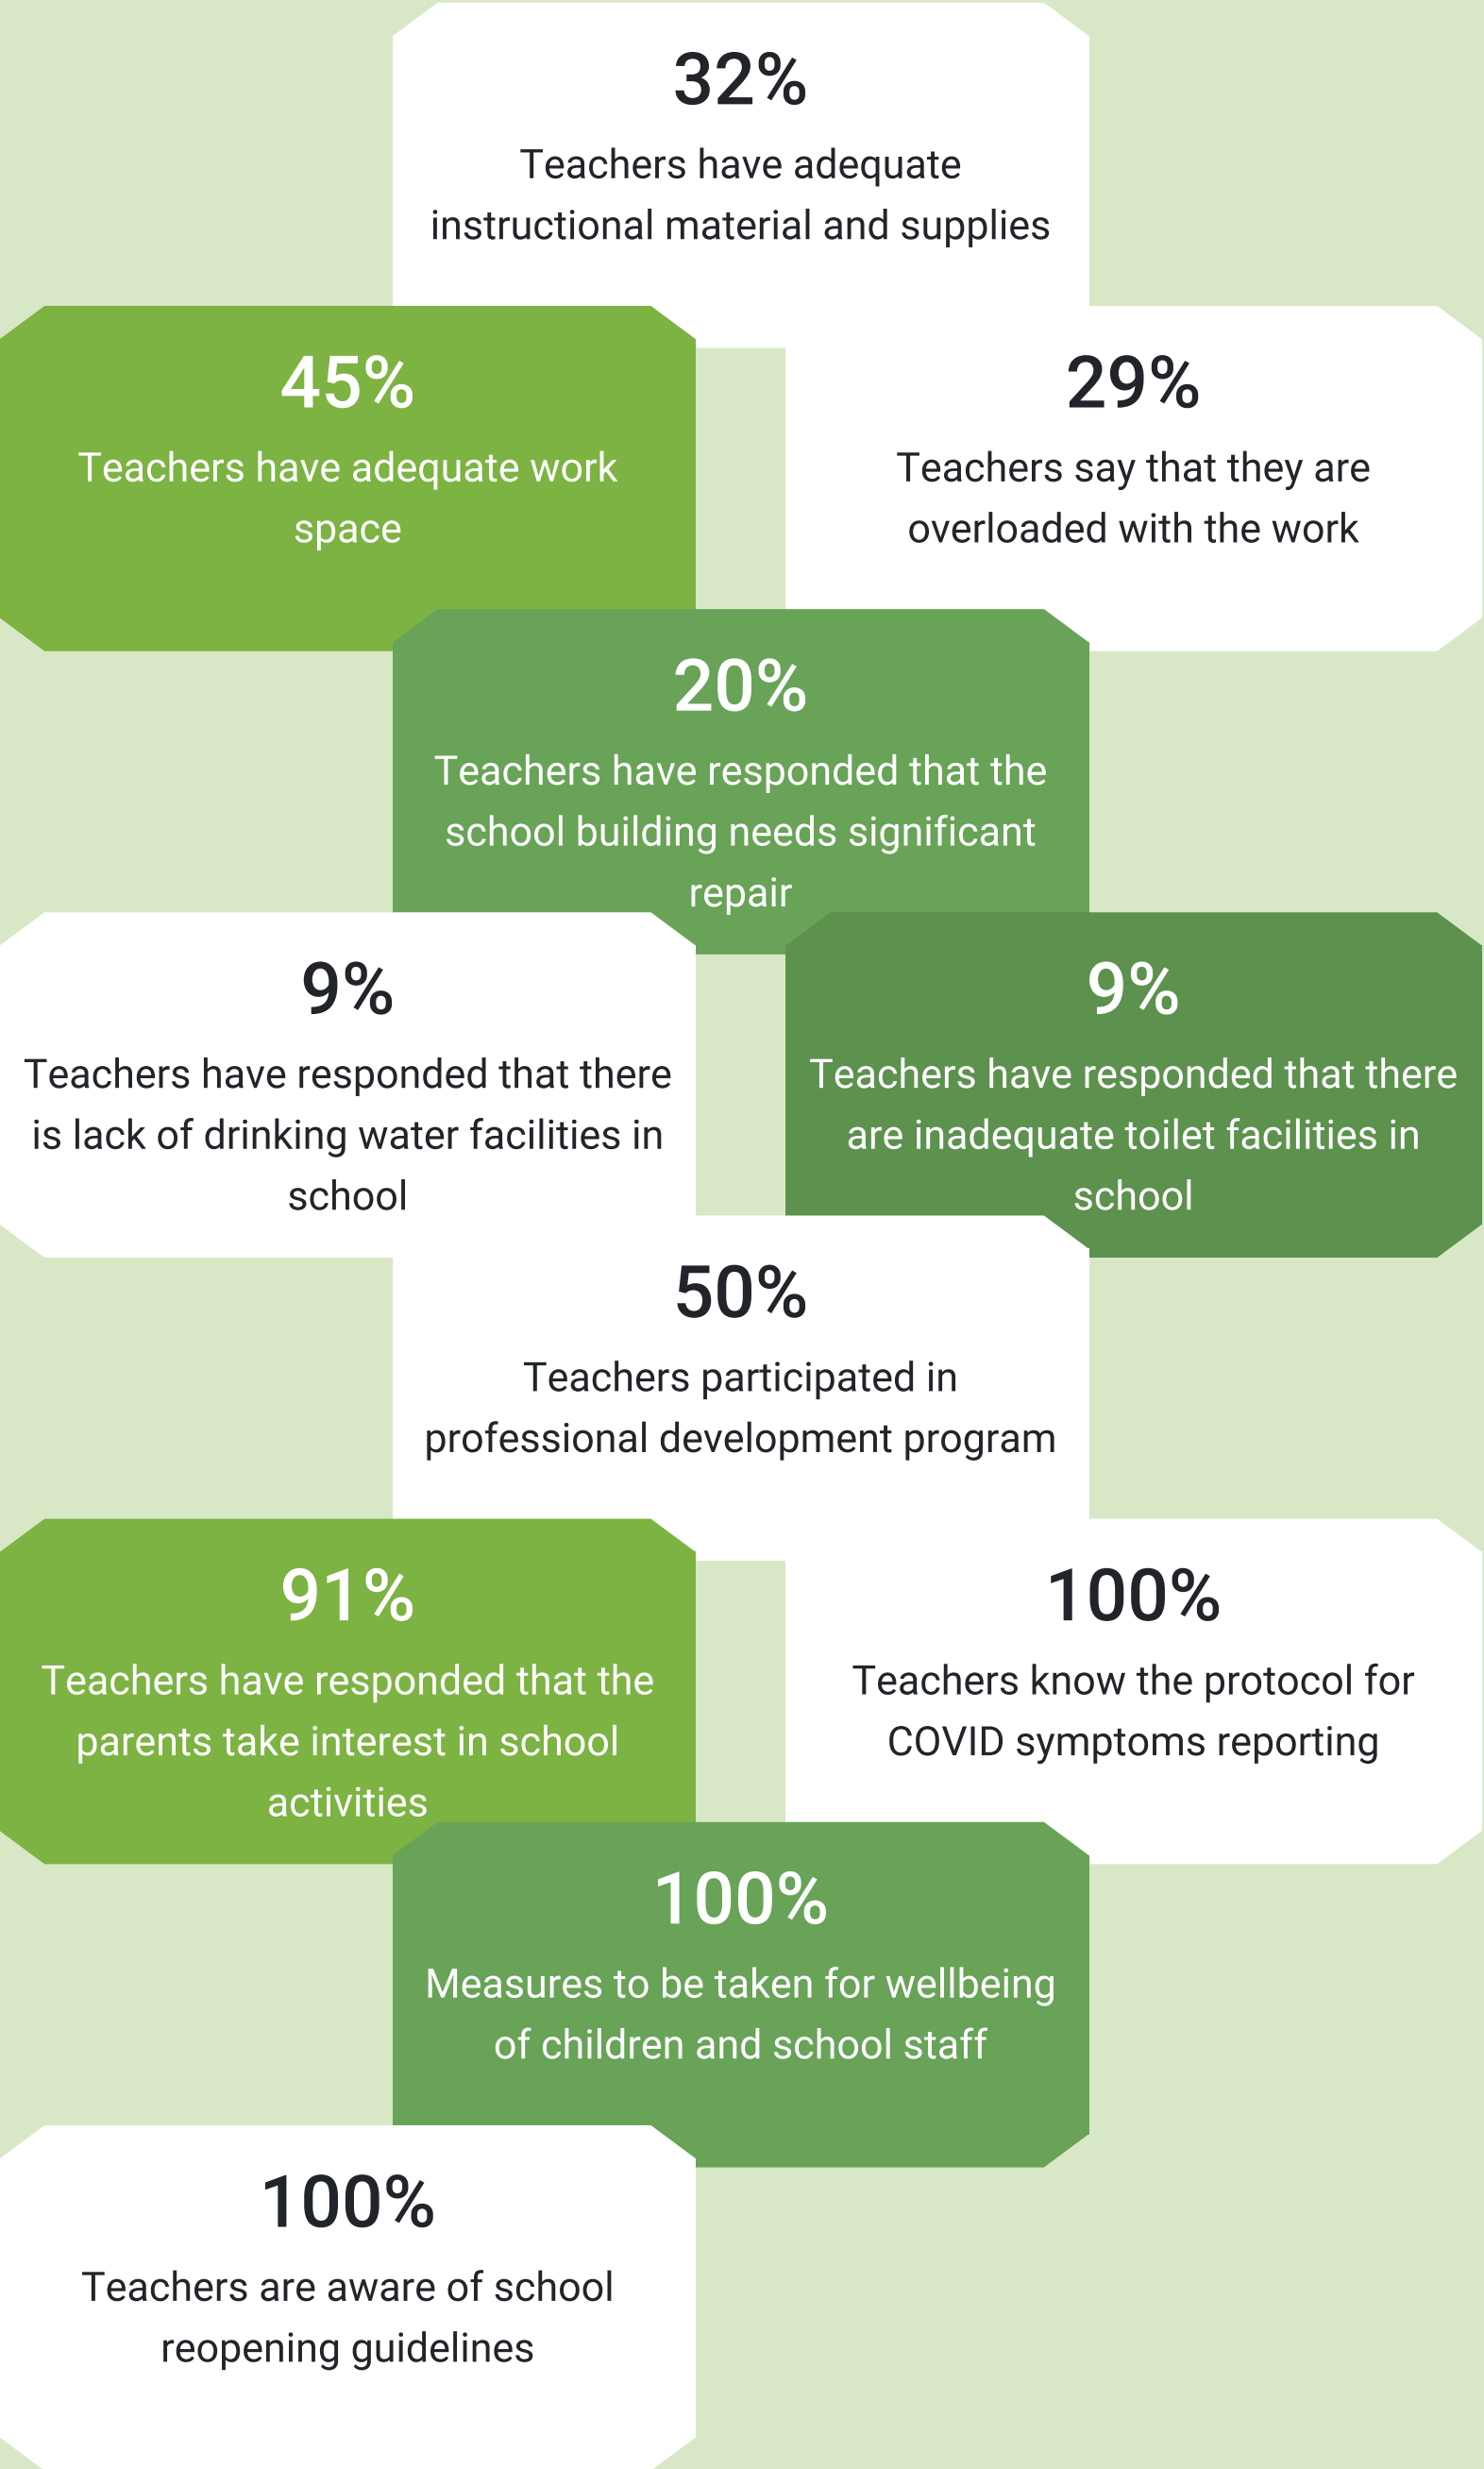 32%
Teachers have adequate
instructional material and supplies
45%
Teachers have adequate work
space
29%
Teachers say that they are
overloaded with the work
20%
Teachers have responded that the
school building needs significant
repair
9%
Teachers have responded that there
is lack of drinking water facilities in
school
9%
Teachers have responded that there
are inadequate toilet facilities in
school
50%
Teachers participated in
professional development program
91%
Teachers have responded that the
parents take interest in school
activities
100%
Teachers know the protocol for
COVID symptoms reporting
100%
Measures to be taken for wellbeing
of children and school staff
100%
Teachers are aware of school
reopening guidelines